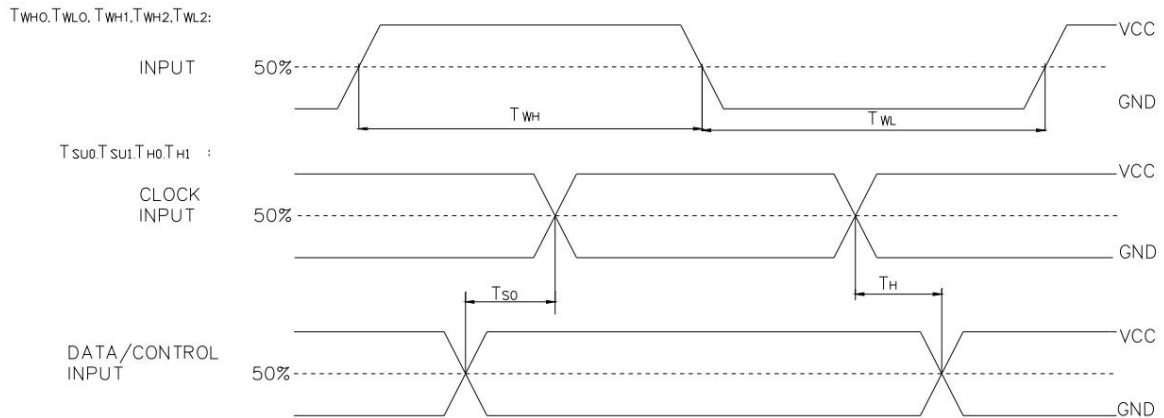 TWH0,TWL0,TWH1,TWH2,TWL2:
VCC
INPUT 50%
GND
TWH TWL
TSU0.TSU1.TH0.TH1 :
VCC
CLOCK
INPUT 50%
GND
TSO TH
VCC
DATA/CONTROL
INPUT 50%
GND